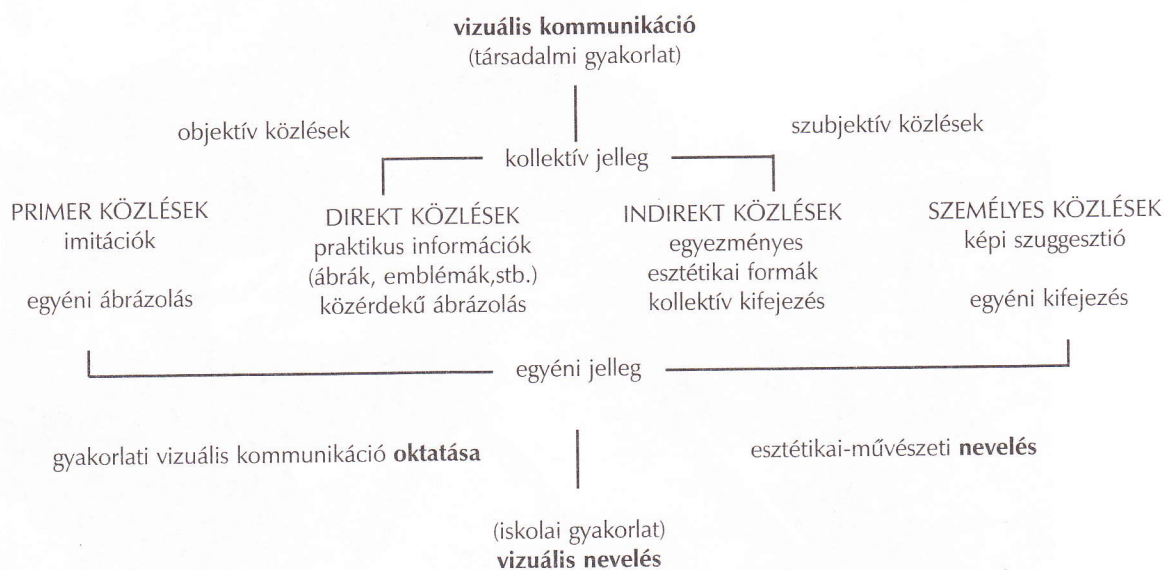 vizuális kommunikáció
(társadalmi gyakorlat)
objektív közlések
szubjektív közlések
kollektív jelleg
PRIMER KÖZLÉSEK
imitációk
egyéni ábrázolás
DIREKT KÖZLÉSEK
praktikus információk
(ábrák, emblémák,stb.)
közérdekű ábrázolás
INDIREKT KÖZLÉSEK
egyezményes
esztétikai formák
kollektív kifejezés
SZEMÉLYES KÖZLÉSEK
képi szuggesztió
egyéni kifejezés
egyéni jelleg
gyakorlati vizuális kommunikáció oktatása
esztétikai-művészeti nevelés
(iskolai gyakorlat)
vizuális nevelés